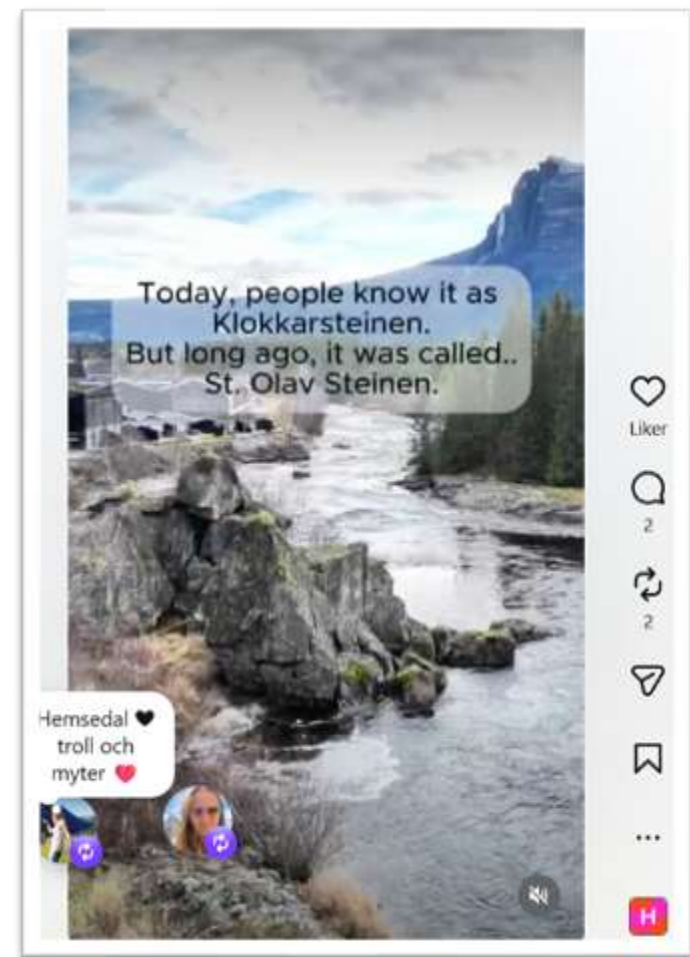 Today, people know it as
Klokkarsteinen.
But long ago, it was called..
St. Olav Steinen.
Liker
2
2
Hemsedal 🖤
troll och
myter 💔
H